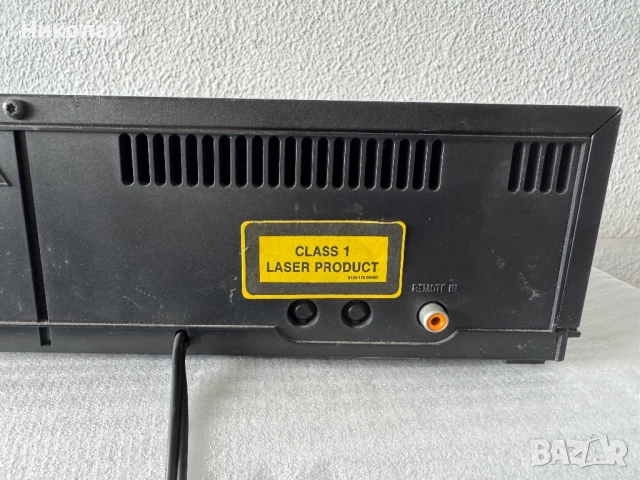 Николай
CLASS 1
LASER PRODUCT
REMOTE IN
BAZAR